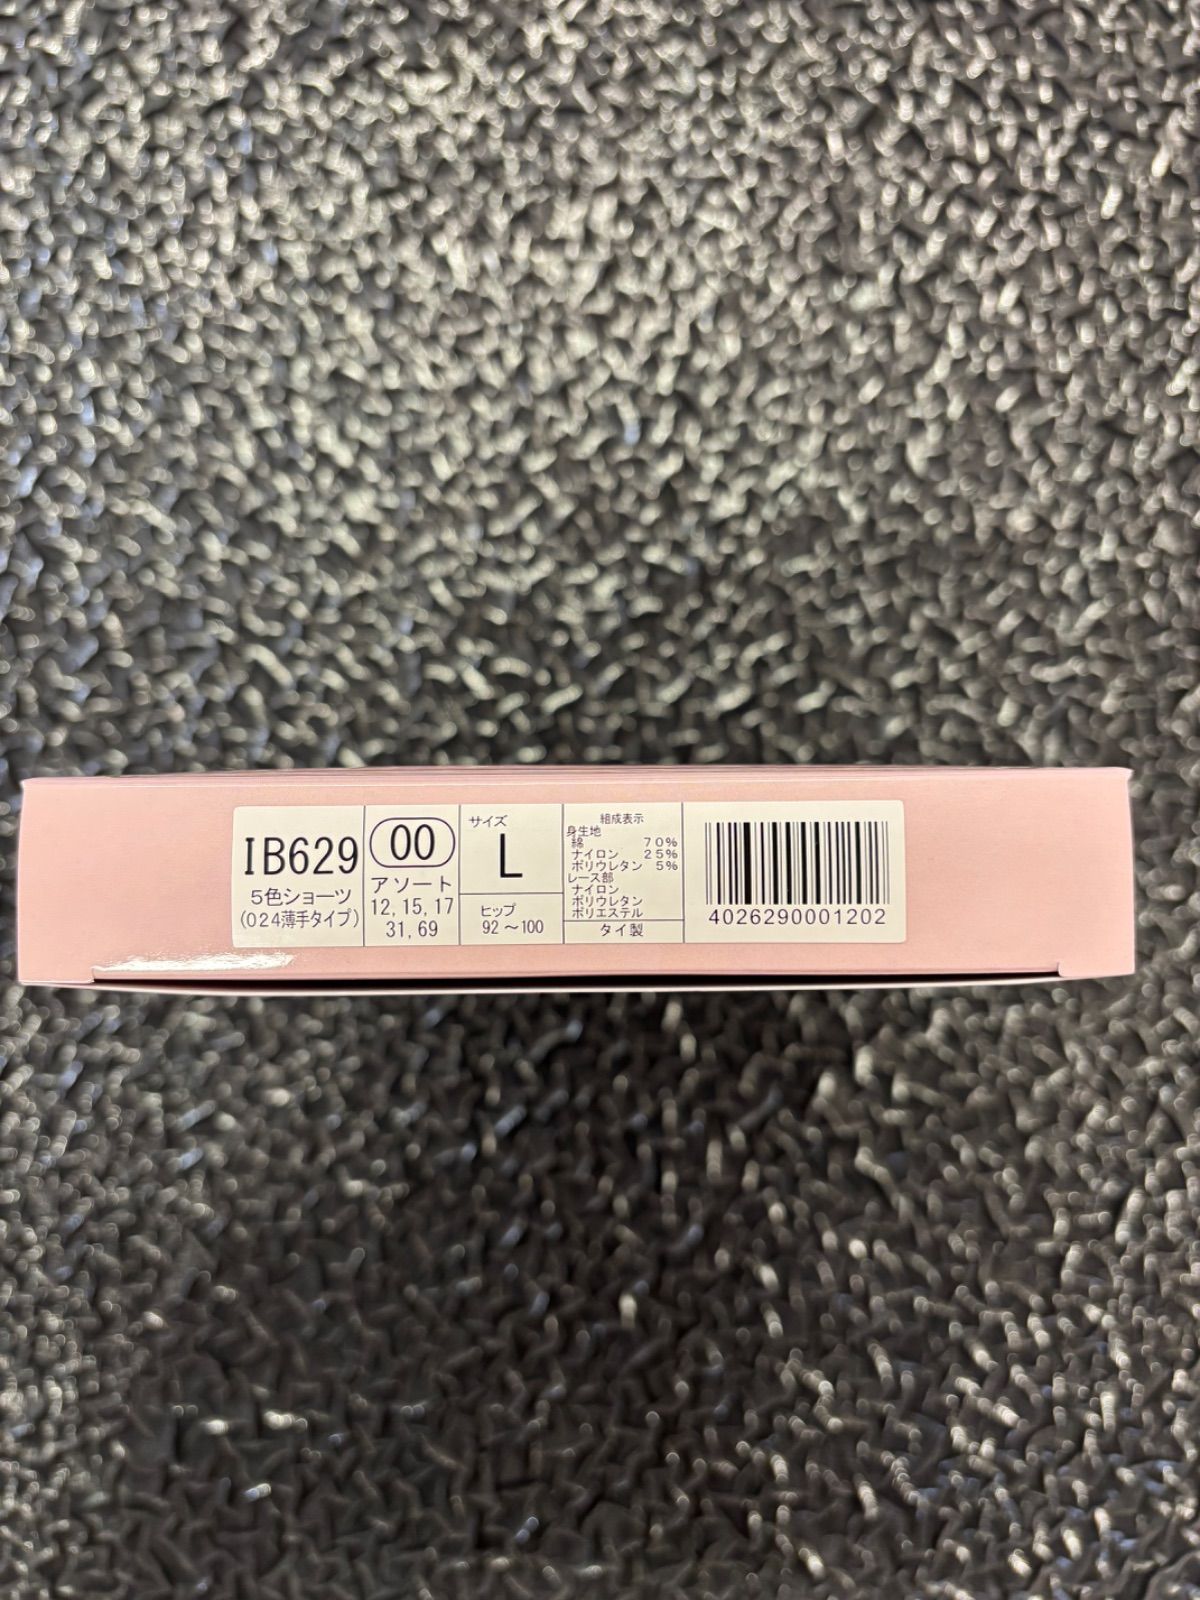 IB629
5色ショーツ
(024薄手タイプ)
00
アソート
12, 15, 17
31, 69
サイズ
L
ヒップ
92～100
組成表示
身生地
綿 70%
ナイロン 25%
ポリウレタン 5%
レース部
ナイロン
ポリウレタン
ポリエステル
タイ製
4026290001202